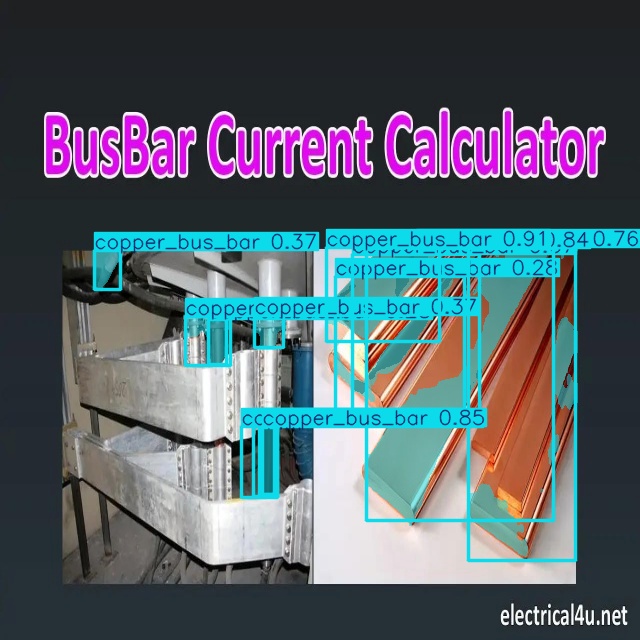 BusBar Current Calculator
copper_bus_bar 0.37
copper_bus_bar 0.91
.84
0.76
copper_bus_bar 0.28
copper_bus_bar 0.37
copper_bus_bar 0.85
electrical4u.net